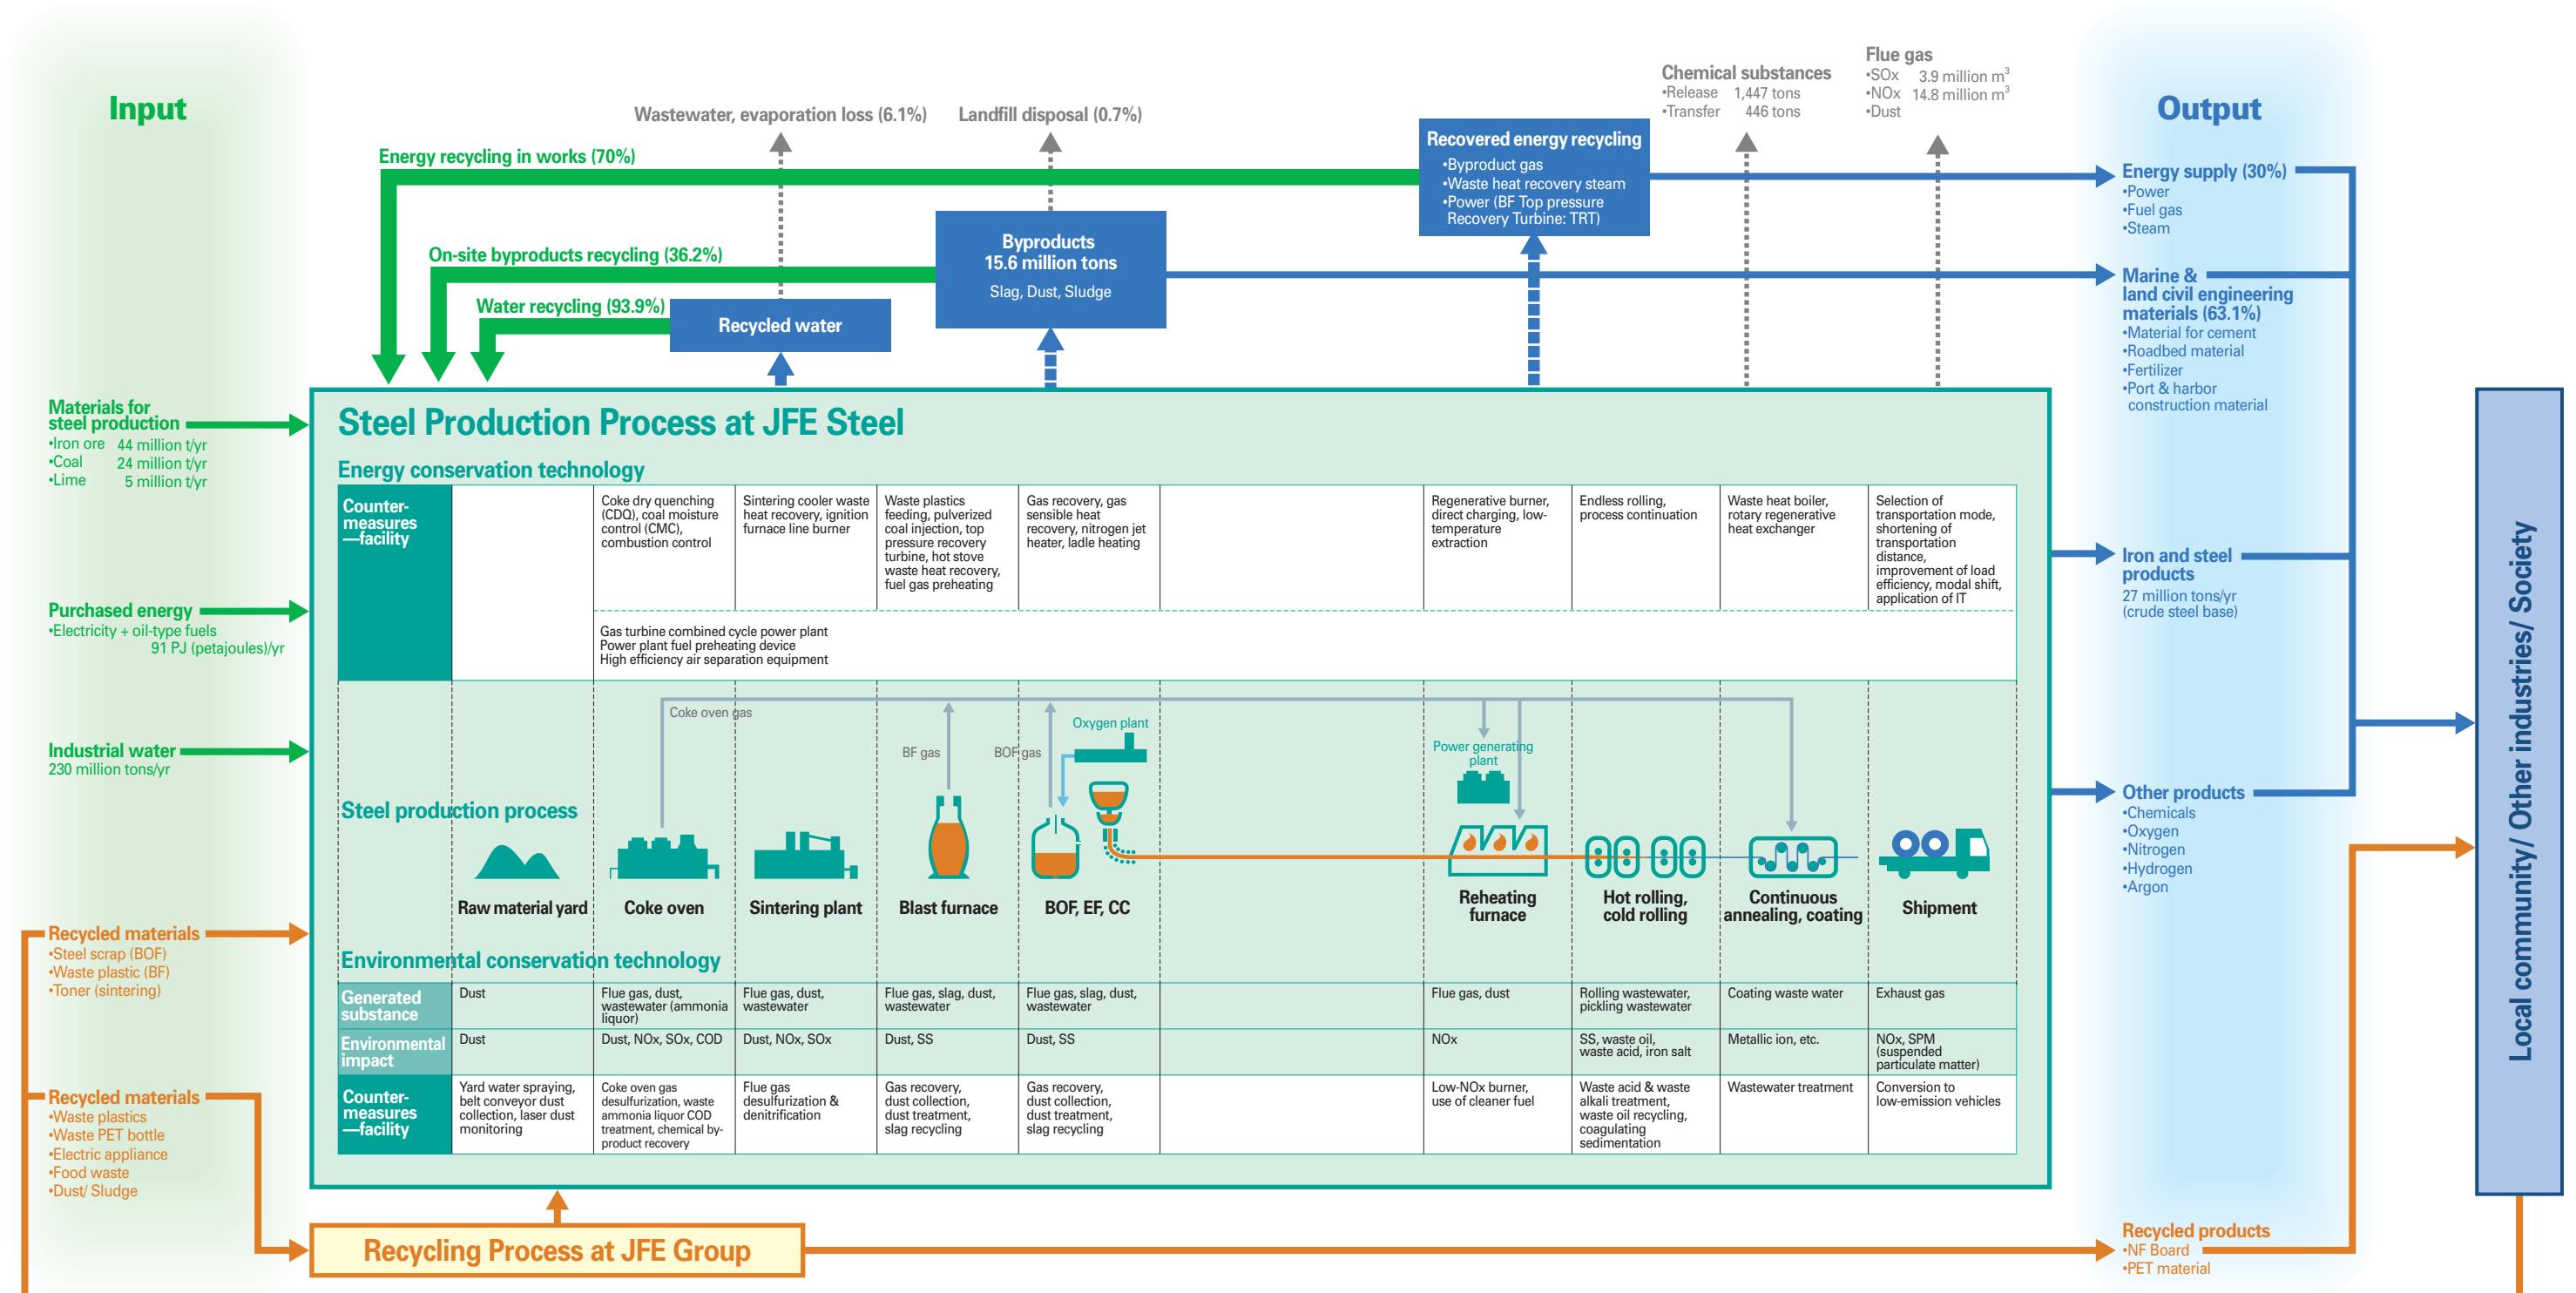 Input
Output
Wastewater, evaporation loss (6.1%)
Landfill disposal (0.7%)
Chemical substances
•Release 1,447 tons
•Transfer 446 tons
Flue gas
•SOx 3.9 million m³
•NOx 14.8 million m³
•Dust
Energy recycling in works (70%)
On-site byproducts recycling (36.2%)
Water recycling (93.9%)
Recycled water
Byproducts
15.6 million tons
Slag, Dust, Sludge
Recovered energy recycling
•Byproduct gas
•Waste heat recovery steam
•Power (BF Top pressure
Recovery Turbine: TRT)
Materials for
steel production
•Iron ore 44 million t/yr
•Coal 24 million t/yr
•Lime 5 million t/yr
Purchased energy
•Electricity + oil-type fuels
91 PJ (petajoules)/yr
Industrial water
230 million tons/yr
Recycled materials
•Steel scrap (BOF)
•Waste plastic (BF)
•Toner (sintering)
Recycled materials
•Waste plastics
•Waste PET bottle
•Electric appliance
•Food waste
•Dust/ Sludge
Steel Production Process at JFE Steel
Energy conservation technology
Counter-
measures
—facility
Coke dry quenching
(CDQ), coal moisture
control (CMC),
combustion control
Sintering cooler waste
heat recovery, ignition
furnace line burner
Waste plastics
feeding, pulverized
coal injection, top
pressure recovery
turbine, hot stove
waste heat recovery,
fuel gas preheating
Gas recovery, gas
sensible heat
recovery, nitrogen jet
heater, ladle heating
Regenerative burner,
direct charging, low-
temperature
extraction
Endless rolling,
process continuation
Waste heat boiler,
rotary regenerative
heat exchanger
Selection of
transportation mode,
shortening of
transportation
distance,
improvement of load
efficiency, modal shift,
application of IT
Gas turbine combined cycle power plant
Power plant fuel preheating device
High efficiency air separation equipment
Coke oven gas
BF gas
BOF gas
Oxygen plant
Power generating
plant
Steel production process
Raw material yard
Coke oven
Sintering plant
Blast furnace
BOF, EF, CC
Reheating
furnace
Hot rolling,
cold rolling
Continuous
annealing, coating
Shipment
Environmental conservation technology
Generated
substance
Dust
Flue gas, dust,
wastewater (ammonia
liquor)
Flue gas, dust,
wastewater
Flue gas, slag, dust,
wastewater
Flue gas, slag, dust,
wastewater
Flue gas, dust
Rolling wastewater,
pickling wastewater
Coating waste water
Exhaust gas
Environmental
impact
Dust
Dust, NOx, SOx, COD
Dust, NOx, SOx
Dust, SS
Dust, SS
NOx
SS, waste oil,
waste acid, iron salt
Metallic ion, etc.
NOx, SPM
(suspended
particulate matter)
Counter-
measures
—facility
Yard water spraying,
belt conveyor dust
collection, laser dust
monitoring
Coke oven gas
desulfurization, waste
ammonia liquor COD
treatment, chemical by-
product recovery
Flue gas
desulfurization &
denitrification
Gas recovery,
dust collection,
dust treatment,
slag recycling
Gas recovery,
dust collection,
dust treatment,
slag recycling
Low-NOx burner,
use of cleaner fuel
Waste acid & waste
alkali treatment,
waste oil recycling,
coagulating
sedimentation
Wastewater treatment
Conversion to
low-emission vehicles
Recycling Process at JFE Group
Energy supply (30%)
•Power
•Fuel gas
•Steam
Marine &
land civil engineering
materials (63.1%)
•Material for cement
•Roadbed material
•Fertilizer
•Port & harbor
construction material
Iron and steel
products
27 million tons/yr
(crude steel base)
Other products
•Chemicals
•Oxygen
•Nitrogen
•Hydrogen
•Argon
Recycled products
•NF Board
•PET material
Local community/ Other industries/ Society